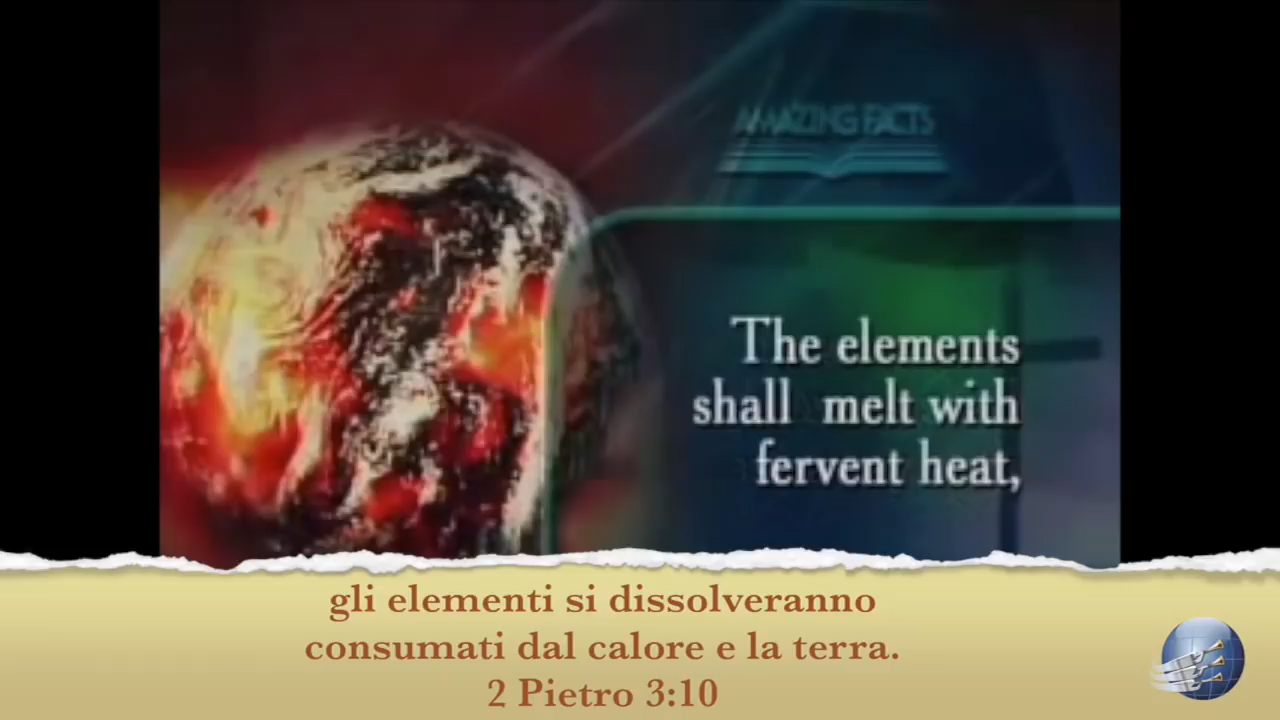 AMAZING FACTS
The elements
shall melt with
fervent heat,
gli elementi si dissolveranno
consumati dal calore e la terra.
2 Pietro 3:10